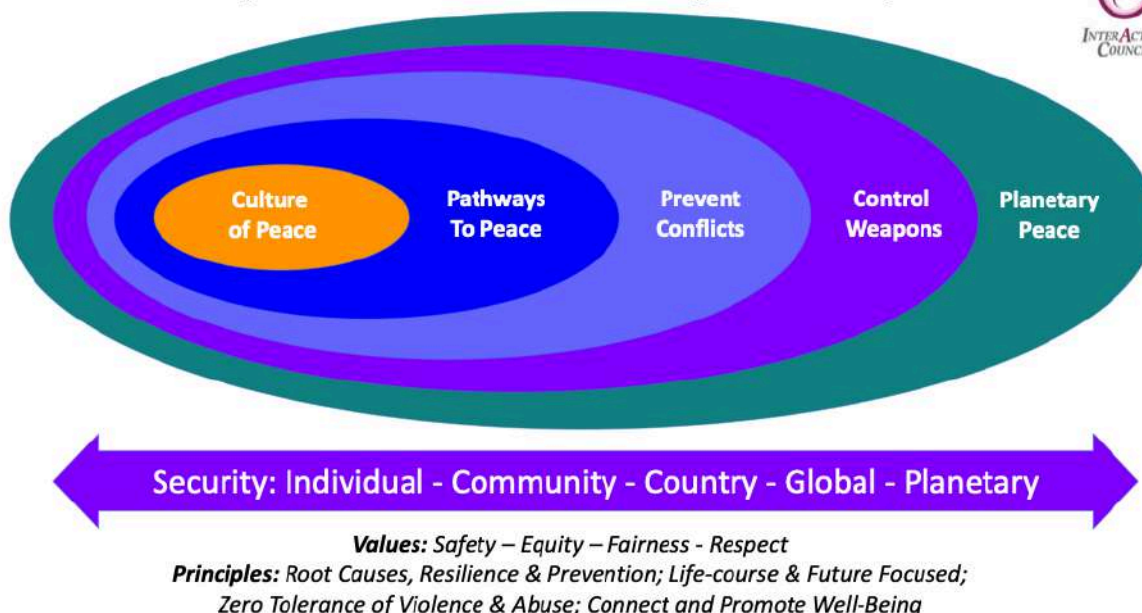 INTERACT
COUNC
Culture
of Peace
Pathways
To Peace
Prevent
Conflicts
Control
Weapons
Planetary
Peace
Security: Individual - Community - Country - Global - Planetary
Values: Safety – Equity – Fairness - Respect
Principles: Root Causes, Resilience & Prevention; Life-course & Future Focused;
Zero Tolerance of Violence & Abuse; Connect and Promote Well-Being